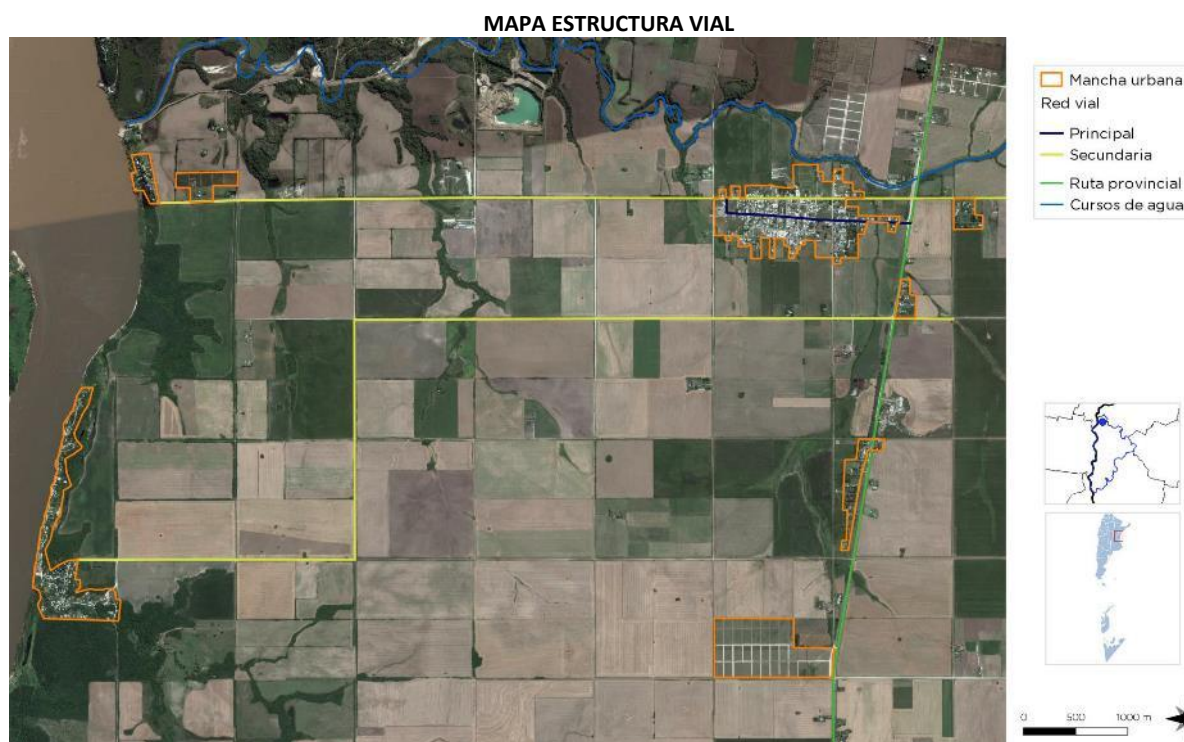 MAPA ESTRUCTURA VIAL
Mancha urbana
Red vial
Principal
Secundaria
Ruta provincial
Cursos de agua
0 500 1000 m